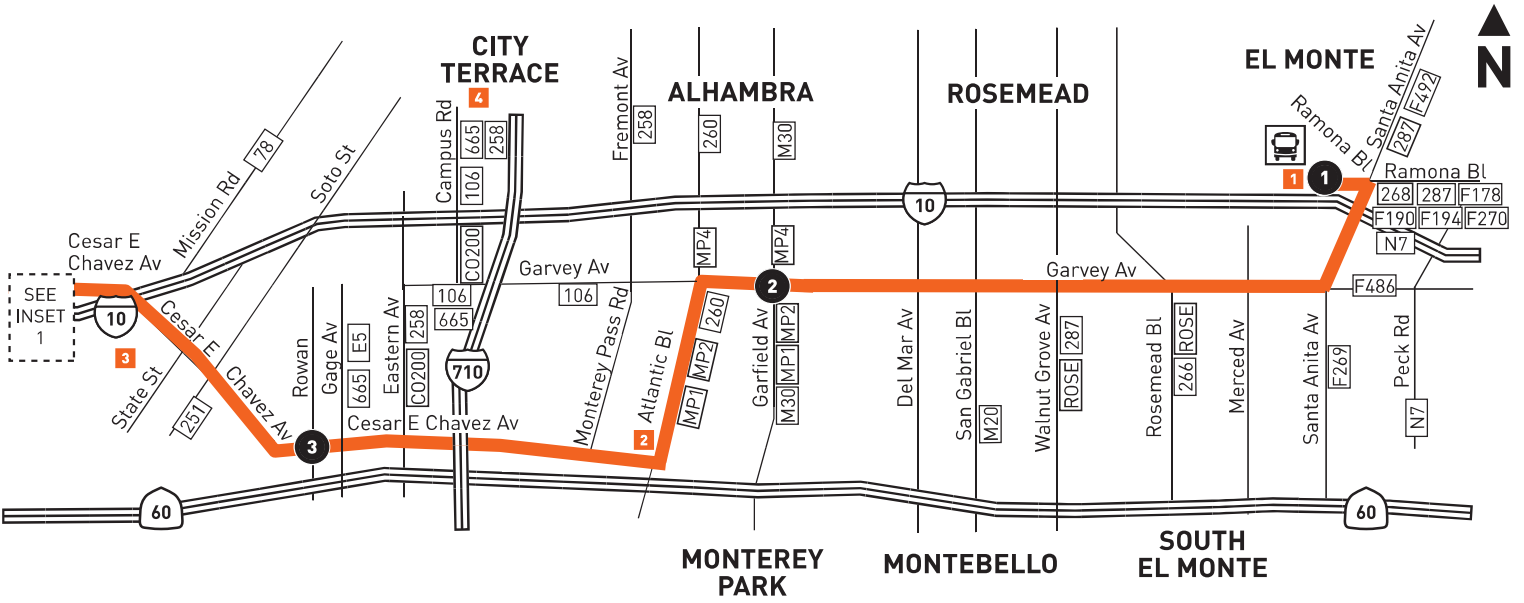 CITY
TERRACE
4
Campus Rd
665
258
106
CO200
Fremont Av
258
ALHAMBRA
260
M30
MP4
MP4
ROSEMEAD
EL MONTE
N
Santa Anita Av
287
F492
Ramona Bl
1
1
Ramona Bl
268
287
F178
F190
F194
F270
N7
Mission Rd
78
Soto St
10
Cesar E
Chavez Av
SEE
INSET
1
10
3
Cesar E
Chavez Av
State St
251
Rowan
3
Gage Av
E5
665
Eastern Av
258
CO200
106
665
Garvey Av
106
710
Cesar E Chavez Av
Monterey Pass Rd
2
Atlantic Bl
260
MP2
MP1
2
Garfield Av
MP2
MP1
M30
Garvey Av
Del Mar Av
San Gabriel Bl
M20
Walnut Grove Av
287
ROSE
Rosemead Bl
ROSE
266
Merced Av
Santa Anita Av
F269
F486
Peck Rd
N7
60
60
MONTEREY
PARK
MONTEBELLO
SOUTH
EL MONTE